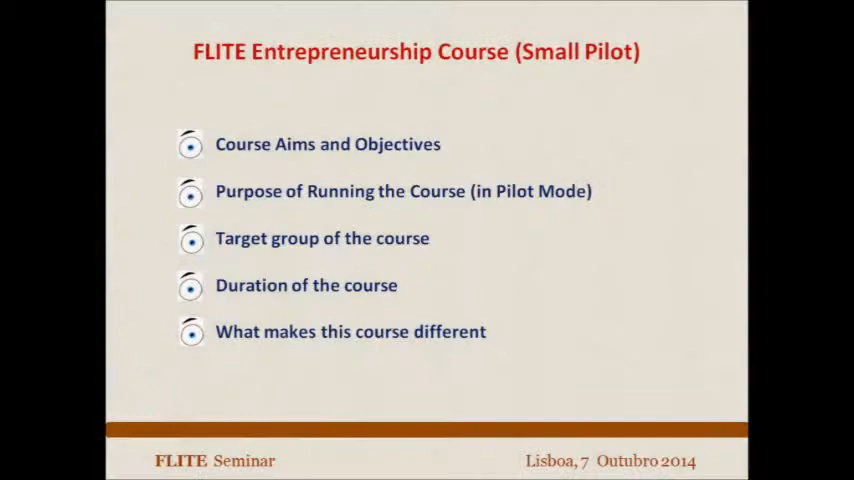 FLITE Entrepreneurship Course (Small Pilot)
Course Aims and Objectives
Purpose of Running the Course (in Pilot Mode)
Target group of the course
Duration of the course
What makes this course different
FLITE Seminar
Lisboa, 7 Outubro 2014